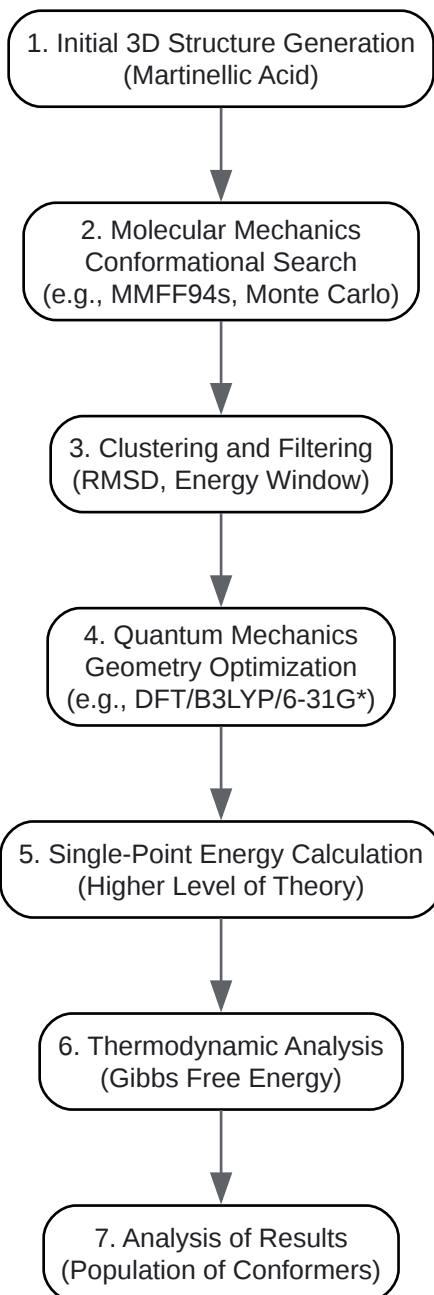 1. Initial 3D Structure Generation
(Martinellic Acid)
2. Molecular Mechanics
Conformational Search
(e.g., MMFF94s, Monte Carlo)
3. Clustering and Filtering
(RMSD, Energy Window)
4. Quantum Mechanics
Geometry Optimization
(e.g., DFT/B3LYP/6-31G*)
5. Single-Point Energy Calculation
(Higher Level of Theory)
6. Thermodynamic Analysis
(Gibbs Free Energy)
7. Analysis of Results
(Population of Conformers)